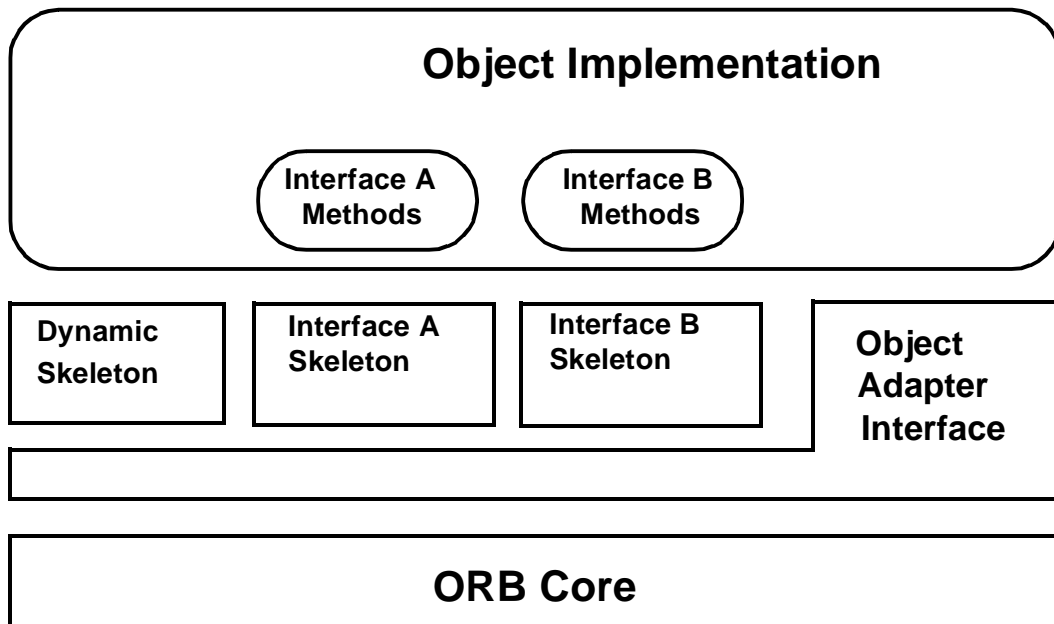 Object Implementation
Interface A
Methods
Interface B
Methods
Dynamic
Skeleton
Interface A
Skeleton
Interface B
Skeleton
Object
Adapter
Interface
ORB Core